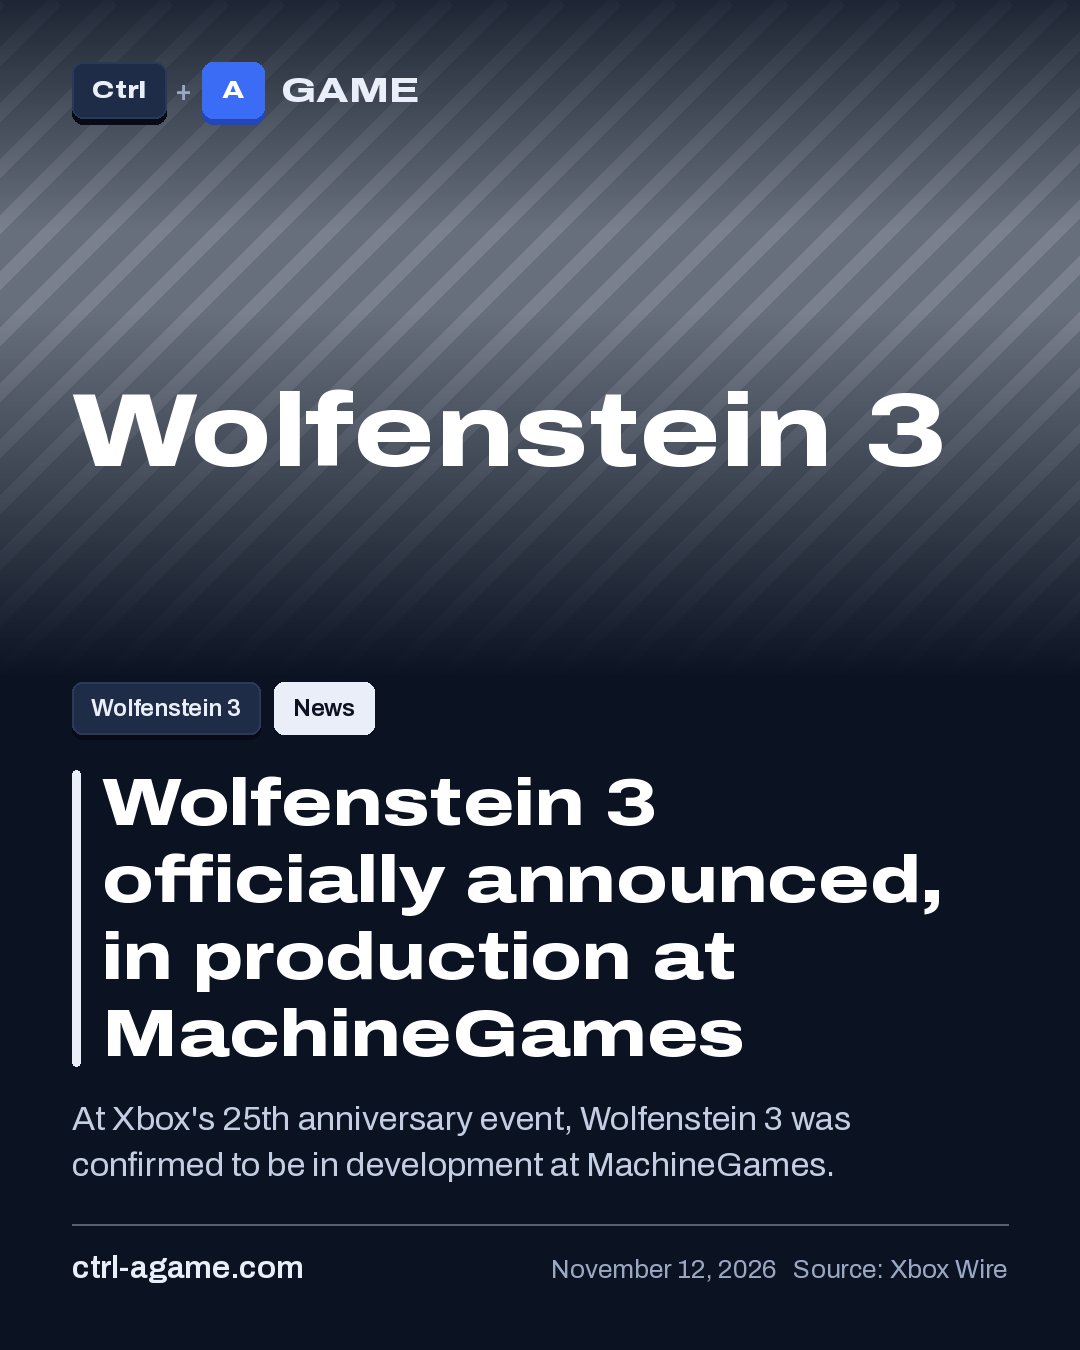 Ctrl + A GAME
Wolfenstein 3
Wolfenstein 3 News
Wolfenstein 3
officially announced,
in production at
MachineGames
At Xbox's 25th anniversary event, Wolfenstein 3 was
confirmed to be in development at MachineGames.
ctrl-agame.com November 12, 2026 Source: Xbox Wire